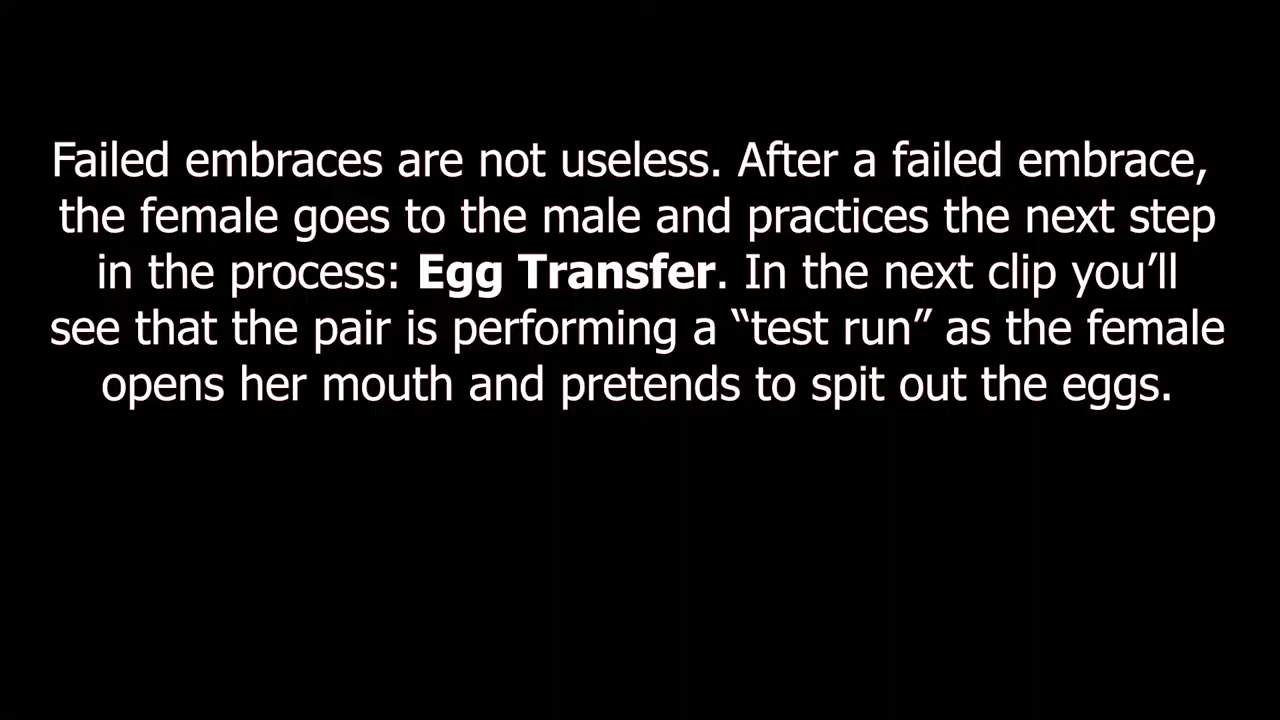 Failed embraces are not useless. After a failed embrace,
the female goes to the male and practices the next step
in the process: Egg Transfer. In the next clip you’ll
see that the pair is performing a “test run” as the female
opens her mouth and pretends to spit out the eggs.